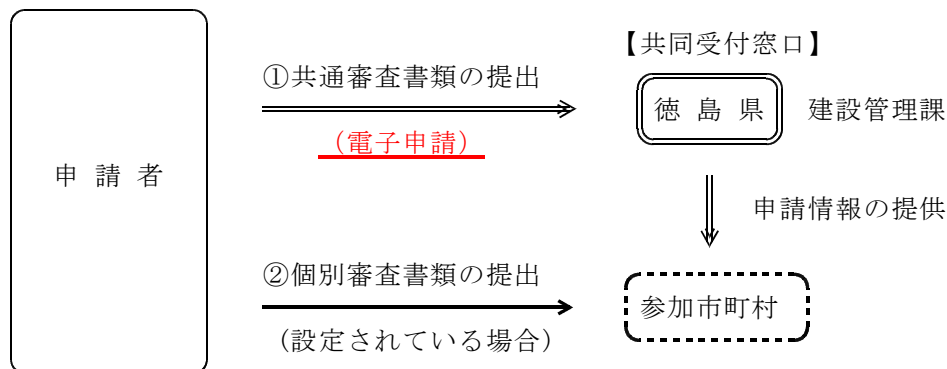 【共同受付窓口】
①共通審査書類の提出
徳島県 建設管理課
(電子申請)
申請者
申請情報の提供
②個別審査書類の提出
参加市町村
(設定されている場合)